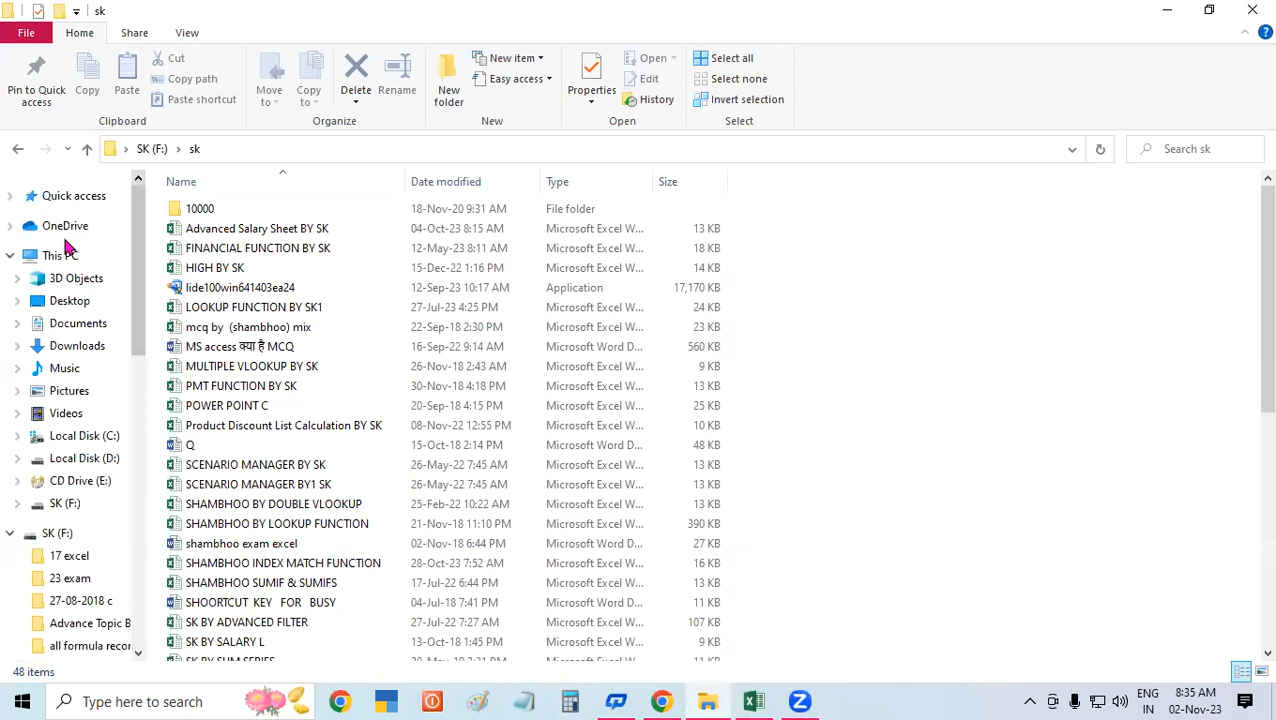 sk
File Home Share View
Pin to Quick access
Copy
Paste
Cut
Copy path
Paste shortcut
Clipboard
Move to
Copy to
Delete
Rename
Organize
New folder
New item
Easy access
New
Properties
Open
Edit
History
Open
Select all
Select none
Invert selection
Select
SK (F:) sk
Search sk
Quick access
OneDrive
This PC
3D Objects
Desktop
Documents
Downloads
Music
Pictures
Videos
Local Disk (C:)
Local Disk (D:)
CD Drive (E:)
SK (F:)
SK (F:)
17 excel
23 exam
27-08-2018 c
Advance Topic B
all formula recor
Name Date modified Type Size
10000 18-Nov-20 9:31 AM File folder
Advanced Salary Sheet BY SK 04-Oct-23 8:15 AM Microsoft Excel W... 13 KB
FINANCIAL FUNCTION BY SK 12-May-23 8:11 AM Microsoft Excel W... 18 KB
HIGH BY SK 15-Dec-22 1:16 PM Microsoft Excel W... 14 KB
lide100win641403ea24 12-Sep-23 10:17 AM Application 17,170 KB
LOOKUP FUNCTION BY SK1 27-Jul-23 4:25 PM Microsoft Excel W... 24 KB
mcq by (shambhoo) mix 22-Sep-18 2:30 PM Microsoft Excel W... 23 KB
MS access क्या है MCQ 16-Sep-22 9:14 AM Microsoft Word D... 560 KB
MULTIPLE VLOOKUP BY SK 26-Nov-18 2:43 AM Microsoft Excel W... 9 KB
PMT FUNCTION BY SK 30-Nov-18 4:18 PM Microsoft Excel W... 13 KB
POWER POINT C 20-Sep-18 4:15 PM Microsoft Excel W... 25 KB
Product Discount List Calculation BY SK 08-Nov-22 12:55 PM Microsoft Excel W... 10 KB
Q 15-Oct-18 2:14 PM Microsoft Word D... 48 KB
SCENARIO MANAGER BY SK 26-May-22 7:45 AM Microsoft Excel W... 13 KB
SCENARIO MANAGER BY1 SK 26-May-22 7:45 AM Microsoft Excel W... 13 KB
SHAMBHOO BY DOUBLE VLOOKUP 25-Feb-22 10:22 AM Microsoft Excel W... 13 KB
SHAMBHOO BY LOOKUP FUNCTION 21-Nov-18 11:10 PM Microsoft Excel W... 390 KB
shambhoo exam excel 02-Nov-18 6:44 PM Microsoft Word D... 27 KB
SHAMBHOO INDEX MATCH FUNCTION 28-Oct-23 7:52 AM Microsoft Excel W... 16 KB
SHAMBHOO SUMIF & SUMIFS 17-Jul-22 6:42 PM Microsoft Excel W... 13 KB
SHOORTCUT KEY FOR BUSY 04-Jul-18 7:41 PM Microsoft Word D... 11 KB
SK BY ADVANCED FILTER 27-Jul-22 7:27 AM Microsoft Excel W... 107 KB
SK BY SALARY L 13-Oct-18 1:45 PM Microsoft Excel W... 9 KB
SK BY SUM SERIES
48 items
Type here to search
ENG
IN
8:35 AM
02-Nov-23